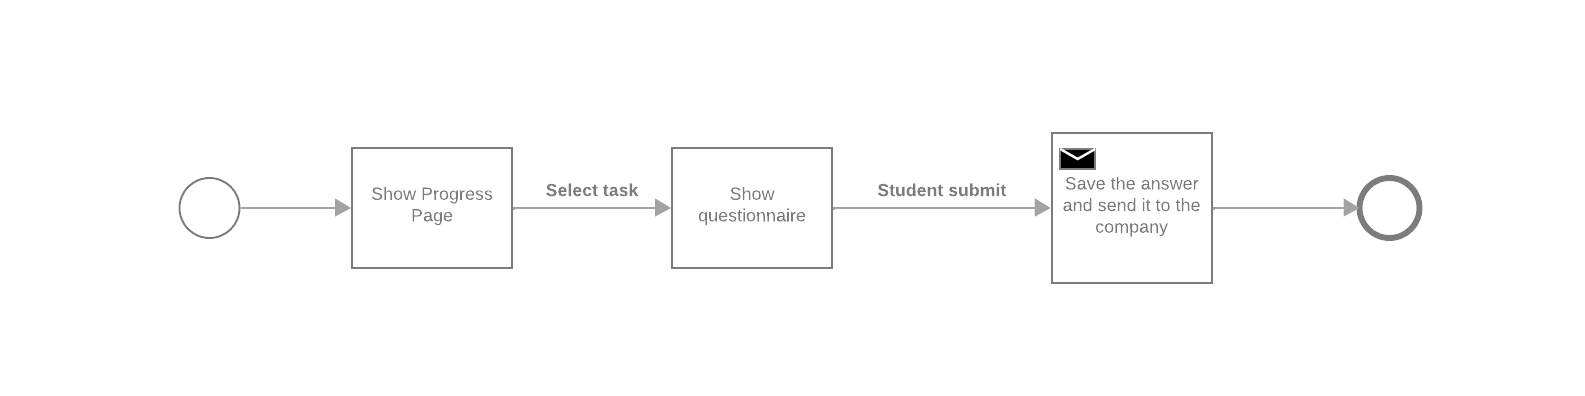 Show Progress
Page
Select task
Show
questionnaire
Student submit
Save the answer
and send it to the
company